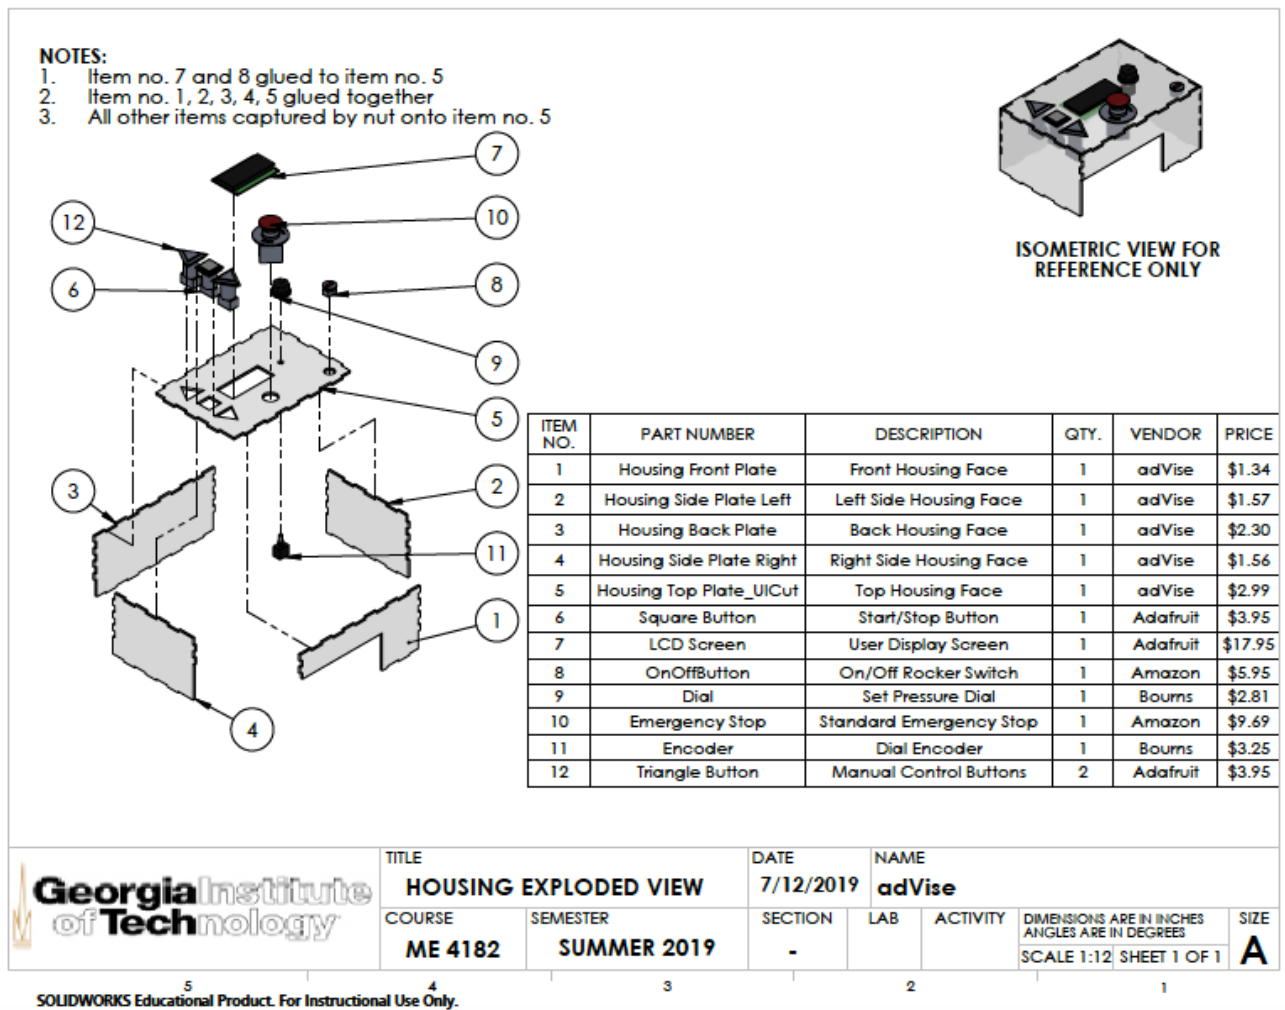 NOTES:
1. Item no. 7 and 8 glued to item no. 5
2. Item no. 1, 2, 3, 4, 5 glued together
3. All other items captured by nut onto item no. 5
7
12
10
6
8
9
5
3
2
11
1
4
ISOMETRIC VIEW FOR
REFERENCE ONLY
ITEM NO. PART NUMBER DESCRIPTION QTY. VENDOR PRICE
1 Housing Front Plate Front Housing Face 1 adVise $1.34
2 Housing Side Plate Left Left Side Housing Face 1 adVise $1.57
3 Housing Back Plate Back Housing Face 1 adVise $2.30
4 Housing Side Plate Right Right Side Housing Face 1 adVise $1.56
5 Housing Top Plate_UICut Top Housing Face 1 adVise $2.99
6 Square Button Start/Stop Button 1 Adafruit $3.95
7 LCD Screen User Display Screen 1 Adafruit $17.95
8 OnOffButton On/Off Rocker Switch 1 Amazon $5.95
9 Dial Set Pressure Dial 1 Bourns $2.81
10 Emergency Stop Standard Emergency Stop 1 Amazon $9.69
11 Encoder Dial Encoder 1 Bourns $3.25
12 Triangle Button Manual Control Buttons 2 Adafruit $3.95
Georgia Institute
of Technology
TITLE
HOUSING EXPLODED VIEW
DATE
7/12/2019
NAME
adVise
COURSE
ME 4182
SEMESTER
SUMMER 2019
SECTION
-
LAB
ACTIVITY
DIMENSIONS ARE IN INCHES
ANGLES ARE IN DEGREES
SCALE 1:12 SHEET 1 OF 1
SIZE
A
5 4 3 2 1
SOLIDWORKS Educational Product. For Instructional Use Only.